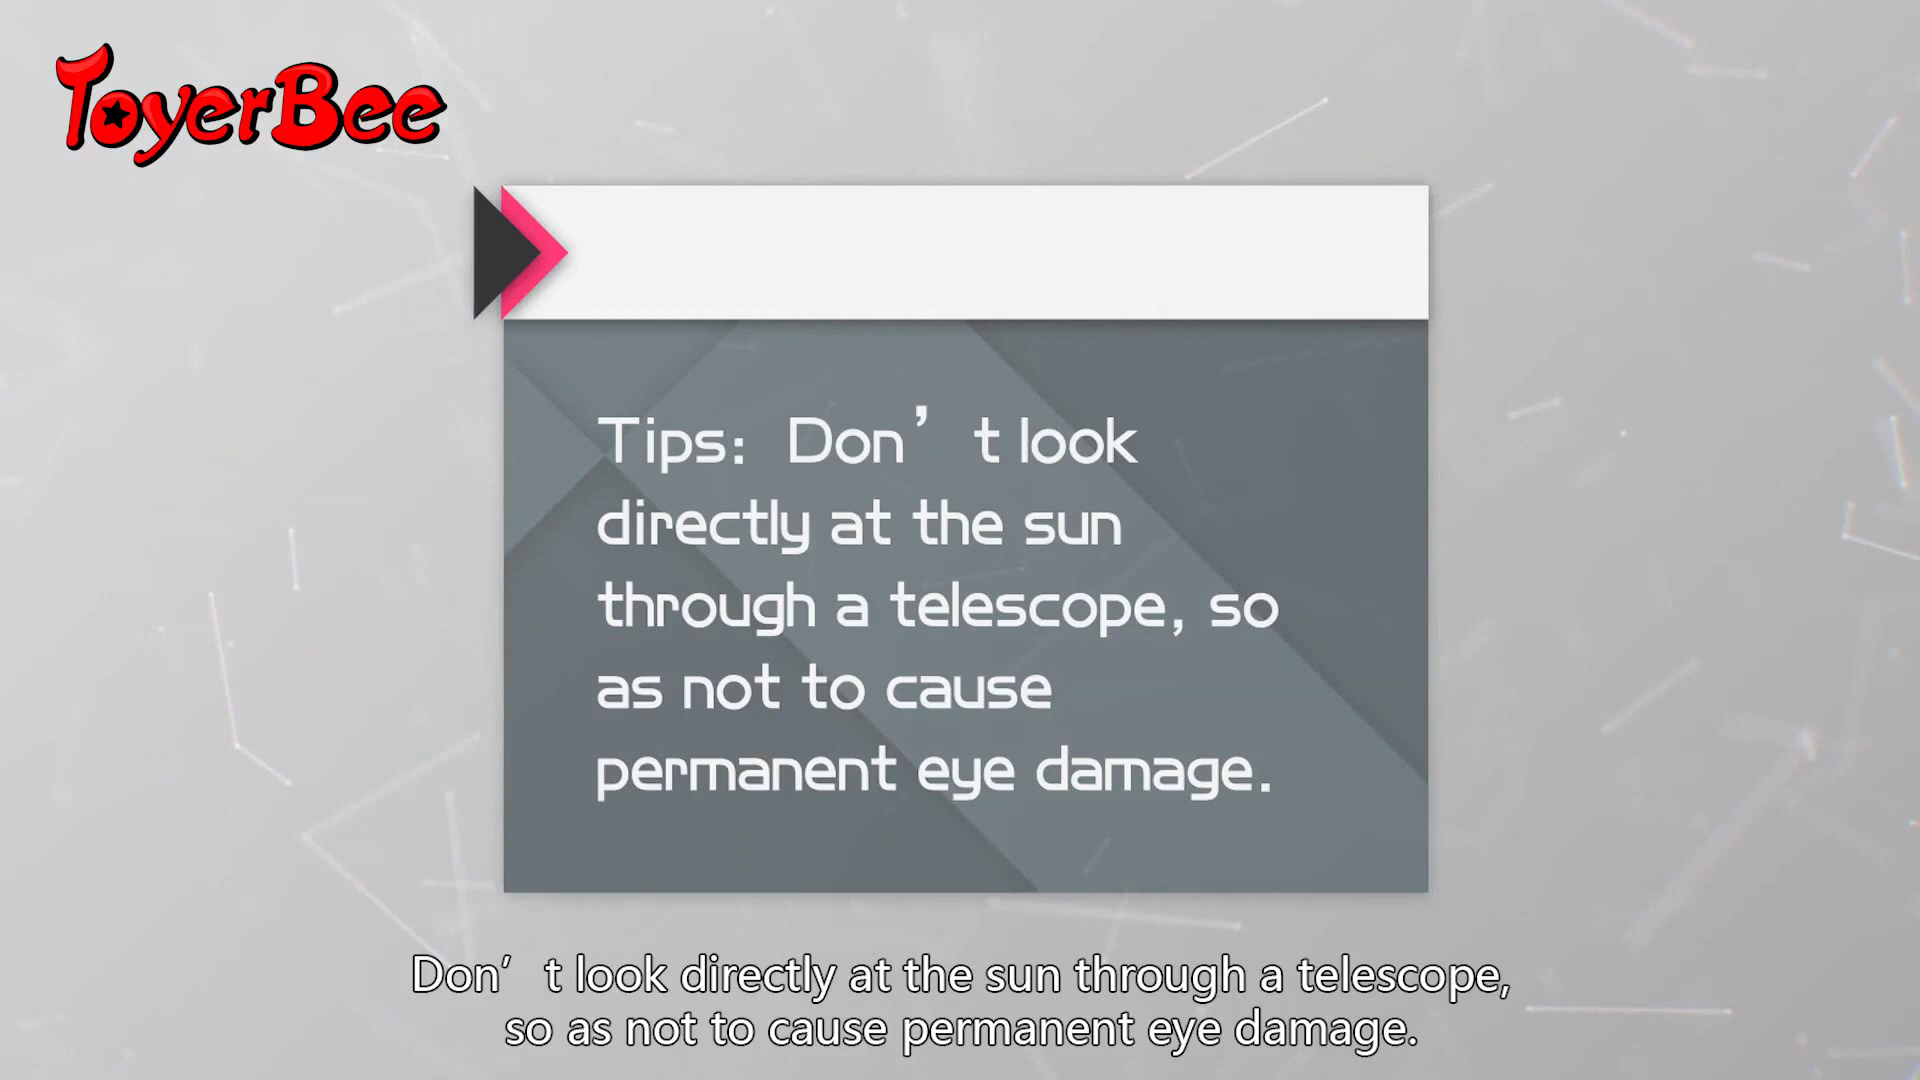 ToyerBee
Tips: Don’t look
directly at the sun
through a telescope, so
as not to cause
permanent eye damage.
Don’t look directly at the sun through a telescope,
so as not to cause permanent eye damage.